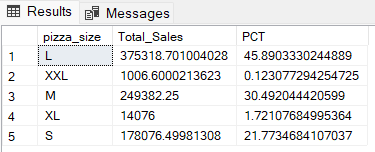 Results Messages
pizza_size Total_Sales PCT
1 L 375318.701004028 45.8903330244889
2 XXL 1006.6000213623 0.123077294254725
3 M 249382.25 30.492044420599
4 XL 14076 1.72107684995364
5 S 178076.49981308 21.7734684107037